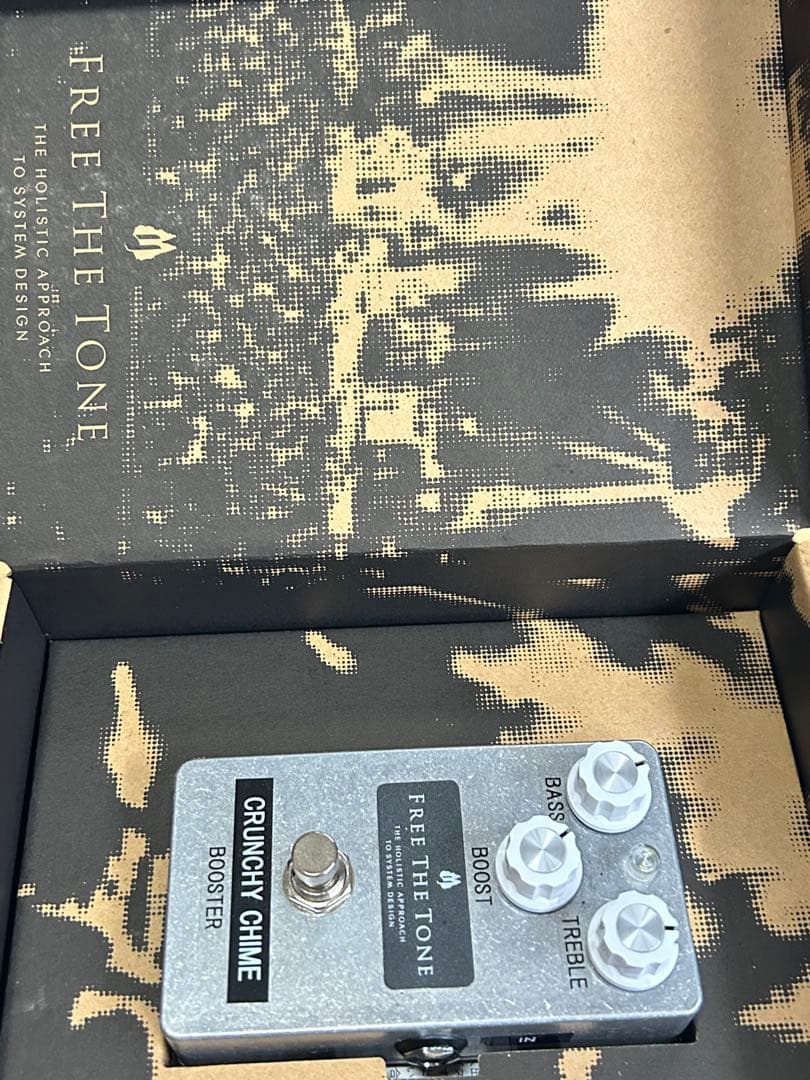 FREE THE TONE
THE HOLISTIC APPROACH
TO SYSTEM DESIGN
BASS
TREBLE
BOOST
FREE THE TONE
THE HOLISTIC APPROACH
TO SYSTEM DESIGN
CRUNCHY CHIME
BOOSTER